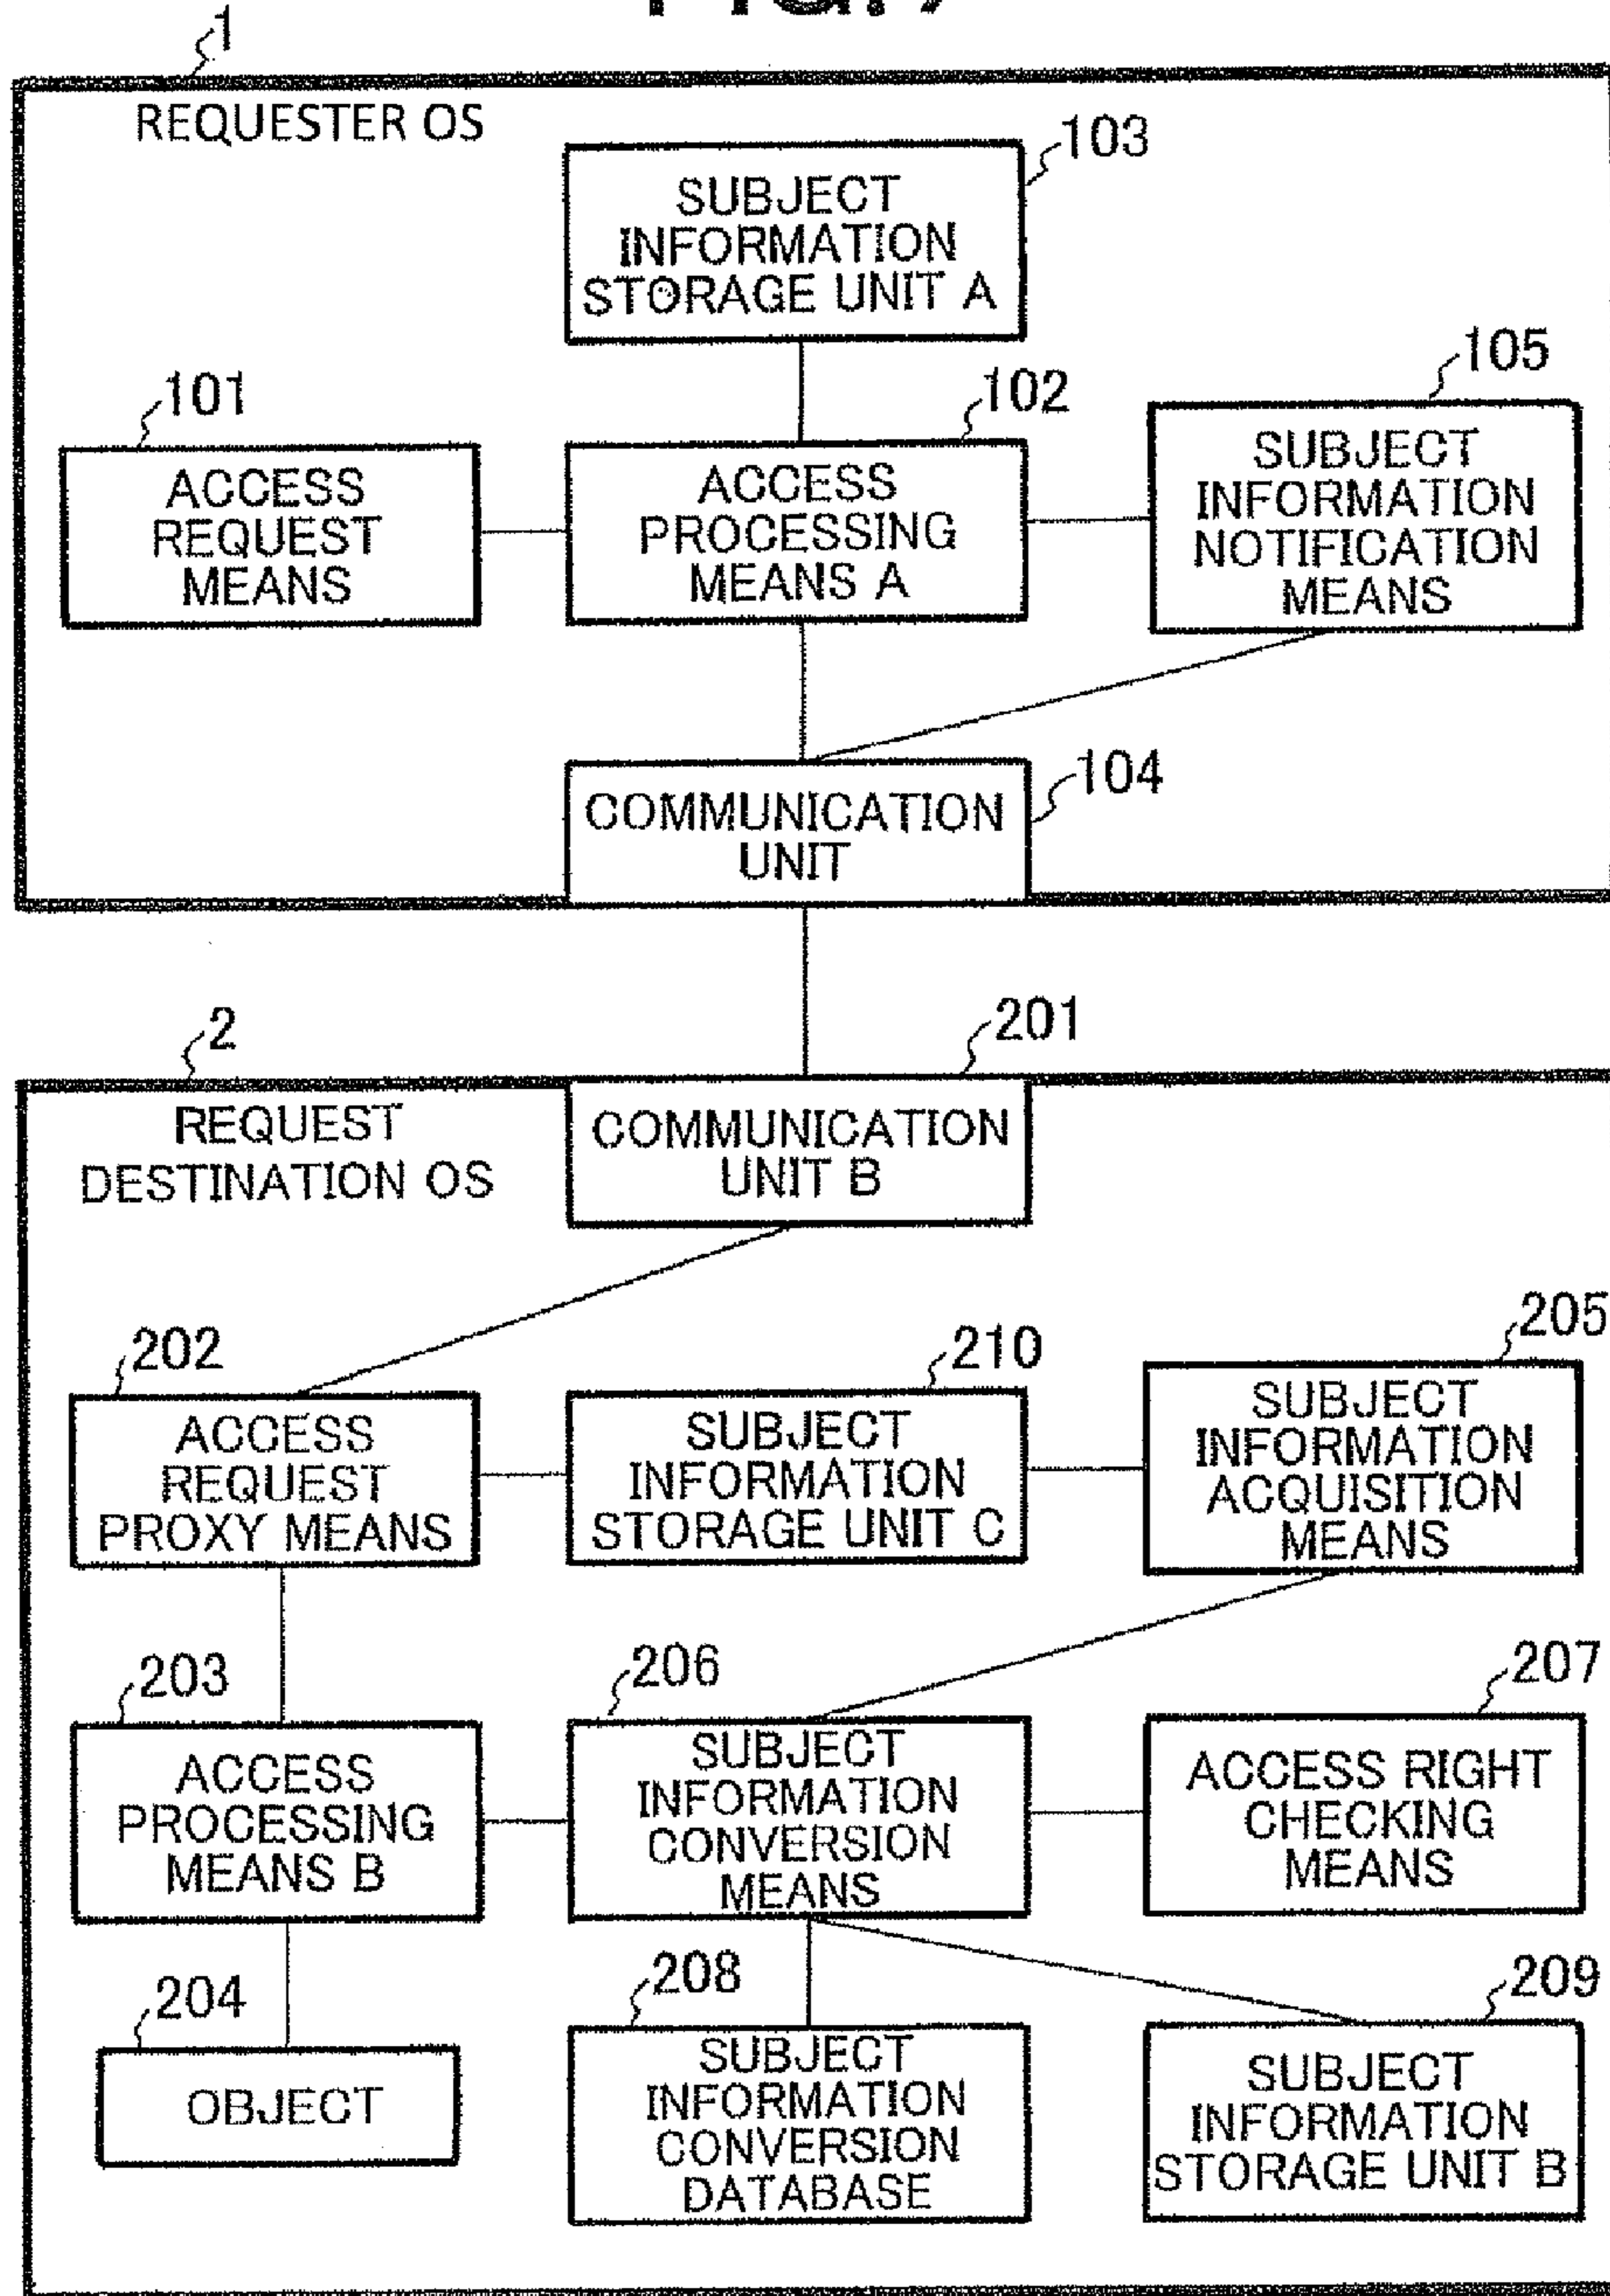 1
REQUESTER OS
103
SUBJECT
INFORMATION
STORAGE UNIT A
101
ACCESS
REQUEST
MEANS
102
ACCESS
PROCESSING
MEANS A
105
SUBJECT
INFORMATION
NOTIFICATION
MEANS
104
COMMUNICATION
UNIT
2
REQUEST
DESTINATION OS
201
COMMUNICATION
UNIT B
202
ACCESS
REQUEST
PROXY MEANS
210
SUBJECT
INFORMATION
STORAGE UNIT C
205
SUBJECT
INFORMATION
ACQUISITION
MEANS
203
ACCESS
PROCESSING
MEANS B
206
SUBJECT
INFORMATION
CONVERSION
MEANS
207
ACCESS RIGHT
CHECKING
MEANS
204
OBJECT
208
SUBJECT
INFORMATION
CONVERSION
DATABASE
209
SUBJECT
INFORMATION
STORAGE UNIT B